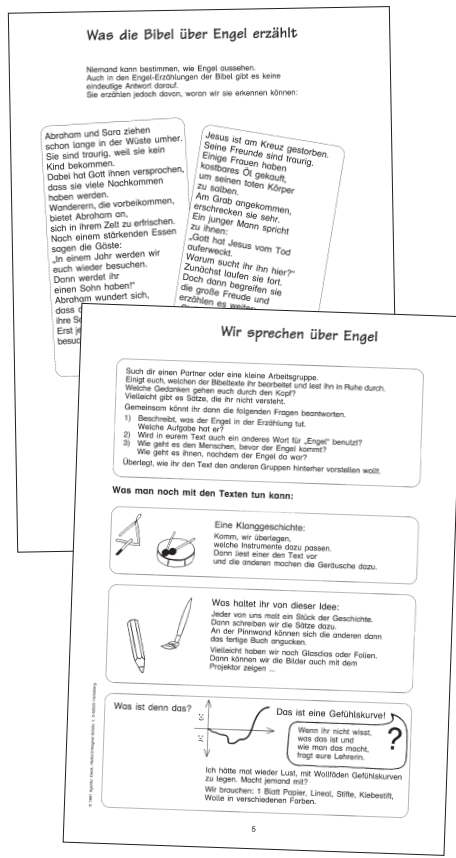 Was die Bibel über Engel erzählt
Niemand kann bestimmen, wie Engel aussehen.
Auch in den Engel-Erzählungen der Bibel gibt es keine
eindeutige Antwort darauf.
Sie erzählen jedoch davon, woran wir sie erkennen können:
Abraham und Sara ziehen
schon lange in der Wüste umher.
Sie sind traurig, weil sie kein
Kind bekommen.
Dabei hat Gott ihnen versprochen,
dass sie viele Nachkommen
haben werden.
Wanderern, die vorbeikommen,
bietet Abraham an,
sich in ihrem Zelt zu erfrischen.
Nach einem stärkenden Essen
sagen die Gäste:
„In einem Jahr werden wir
euch wieder besuchen.
Dann werdet ihr
einen Sohn haben!"
Abraham wundert sich,
dass
ihre
Erst
besuc
Jesus ist am Kreuz gestorben.
Seine Freunde sind traurig.
Einige Frauen haben
kostbares Öl gekauft,
um seinen toten Körper
zu salben.
Am Grab angekommen,
erschrecken sie sehr.
Ein junger Mann spricht
zu ihnen:
„Gott hat Jesus vom Tod
auferweckt.
Warum sucht ihr ihn hier?"
Zunächst laufen sie fort.
Doch dann begreifen sie
die große Freude und
erzählen es weiter.
Wir sprechen über Engel
Such dir einen Partner oder eine kleine Arbeitsgruppe.
Einigt euch, welchen der Bibeltexte ihr bearbeitet und lest ihn in Ruhe durch.
Welche Gedanken gehen euch durch den Kopf?
Vielleicht gibt es Sätze, die ihr nicht versteht.
Gemeinsam könnt ihr dann die folgenden Fragen beantworten.
1) Beschreibt, was der Engel in der Erzählung tut.
Welche Aufgabe hat er?
2) Wird in eurem Text auch ein anderes Wort für „Engel" benutzt?
3) Wie geht es den Menschen, bevor der Engel kommt?
Wie geht es ihnen, nachdem der Engel da war?
Überlegt, wie ihr den Text den anderen Gruppen hinterher vorstellen wollt.
Was man noch mit den Texten tun kann:
Eine Klanggeschichte:
Komm, wir überlegen,
welche Instrumente dazu passen.
Dann liest einer den Text vor
und die anderen machen die Geräusche dazu.
Was haltet ihr von dieser Idee:
Jeder von uns malt ein Stück der Geschichte.
Dann schreiben wir die Sätze dazu.
An der Pinnwand können sich die anderen dann
das fertige Buch angucken.
Vielleicht haben wir noch Glasdias oder Folien.
Dann können wir die Bilder auch mit dem
Projektor zeigen ...
Was ist denn das?
Das ist eine Gefühlskurve!
Wenn ihr nicht wisst,
was das ist und
wie man das macht,
fragt eure Lehrerin.
?
Ich hätte mal wieder Lust, mit Wollfäden Gefühlskurven
zu legen. Macht jemand mit?
Wir brauchen: 1 Blatt Papier, Lineal, Stifte, Klebestift,
Wolle in verschiedenen Farben.
5